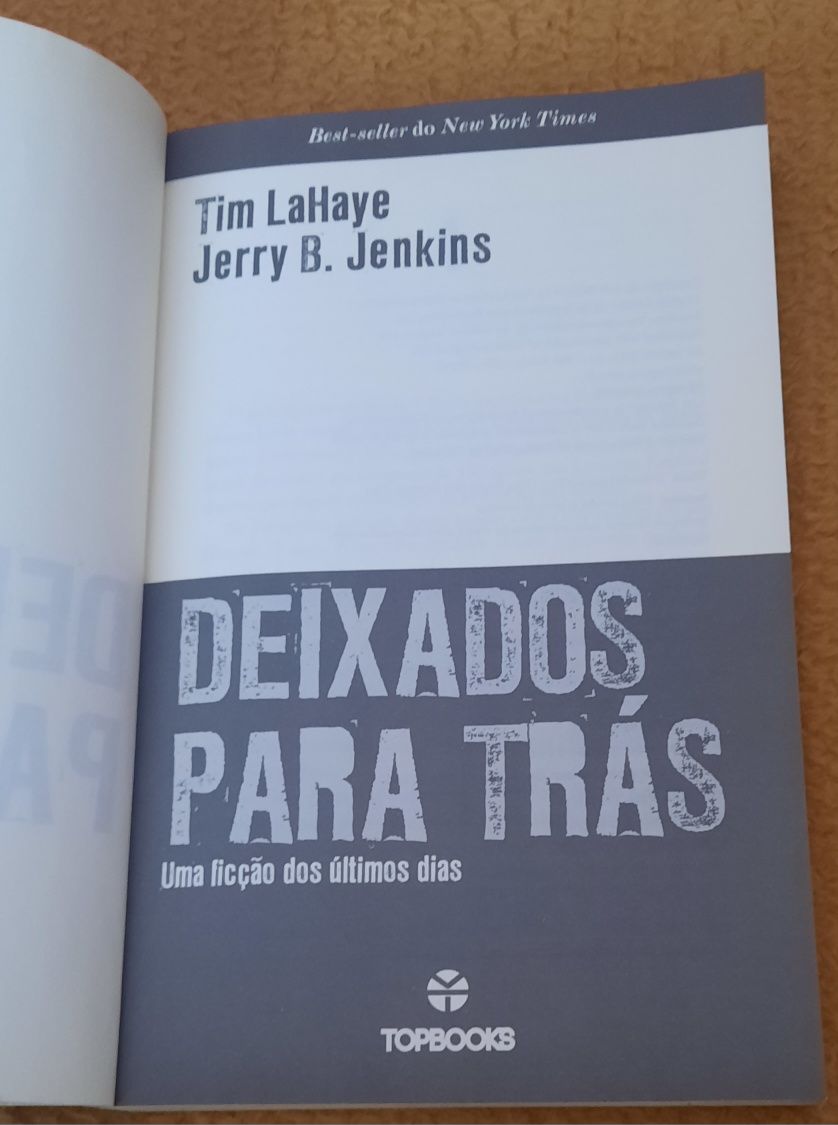 Best-seller do New York Times
Tim LaHaye
Jerry B. Jenkins
DEIXADOS
PARA TRÁS
Uma ficção dos últimos dias
TOPBOOKS